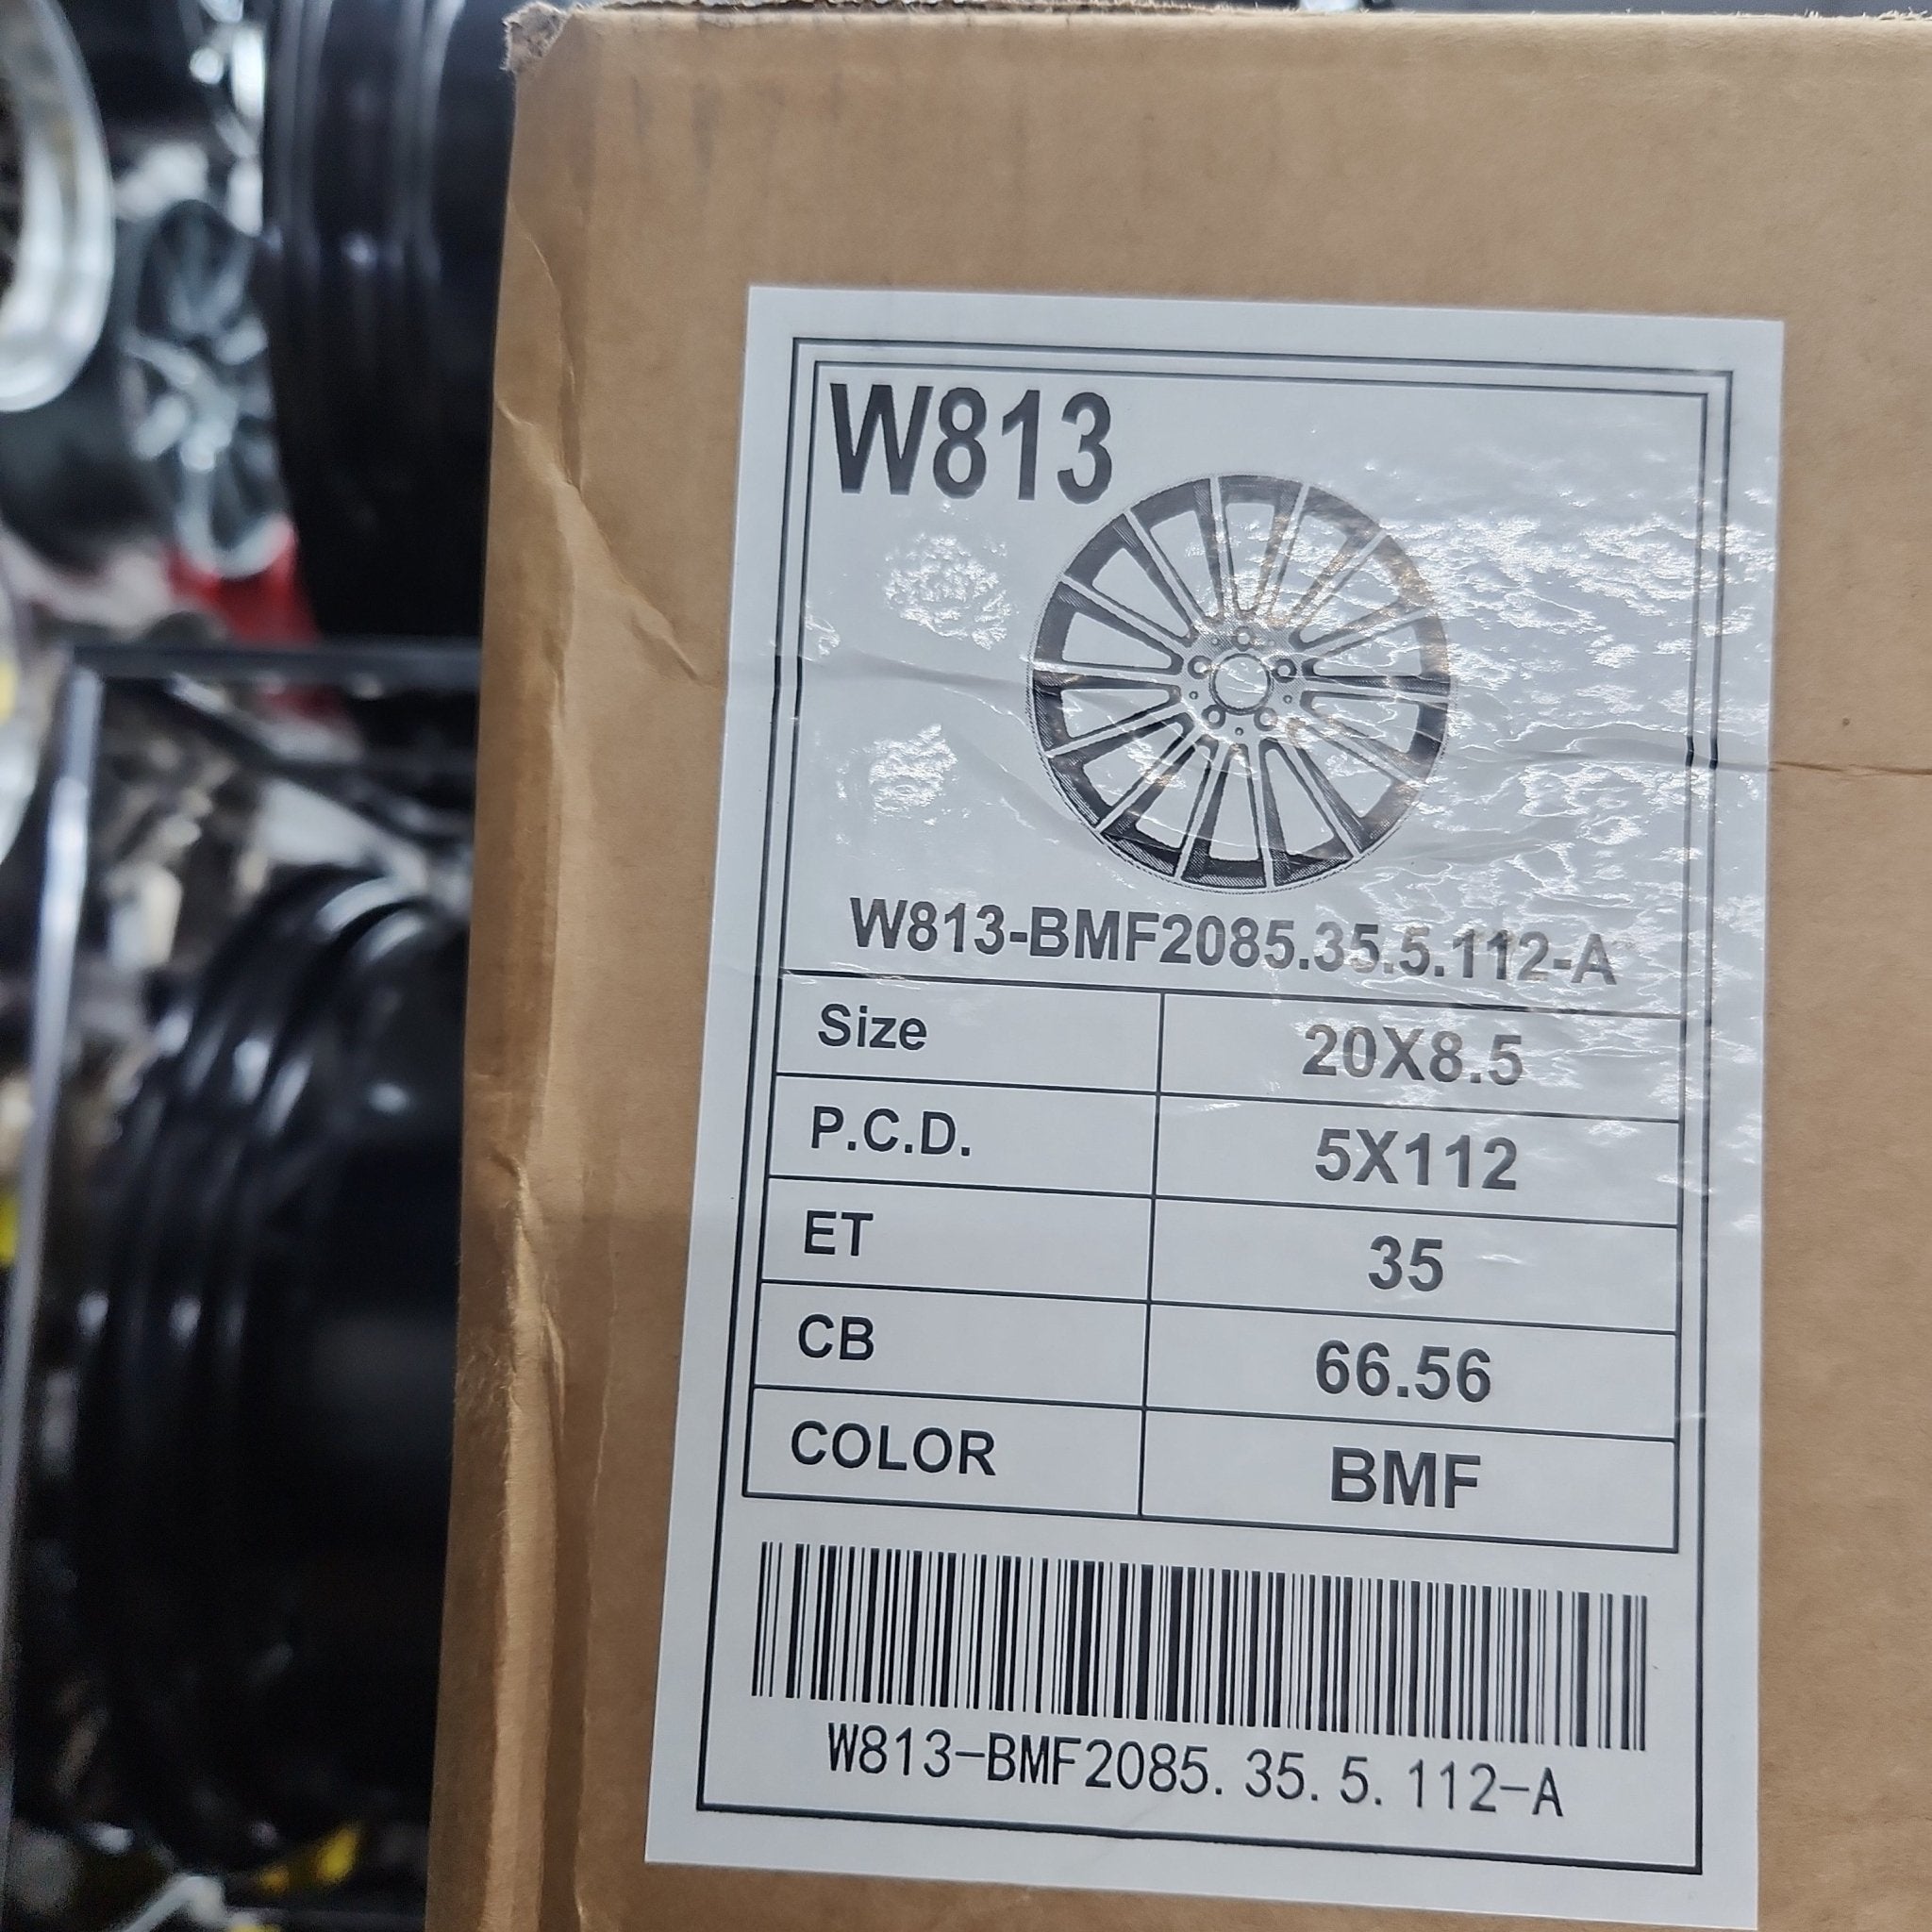 W813
W813-BMF2085.35.5.112-A
Size 20X8.5
P.C.D. 5X112
ET 35
CB 66.56
COLOR BMF
W813-BMF2085.35.5.112-A